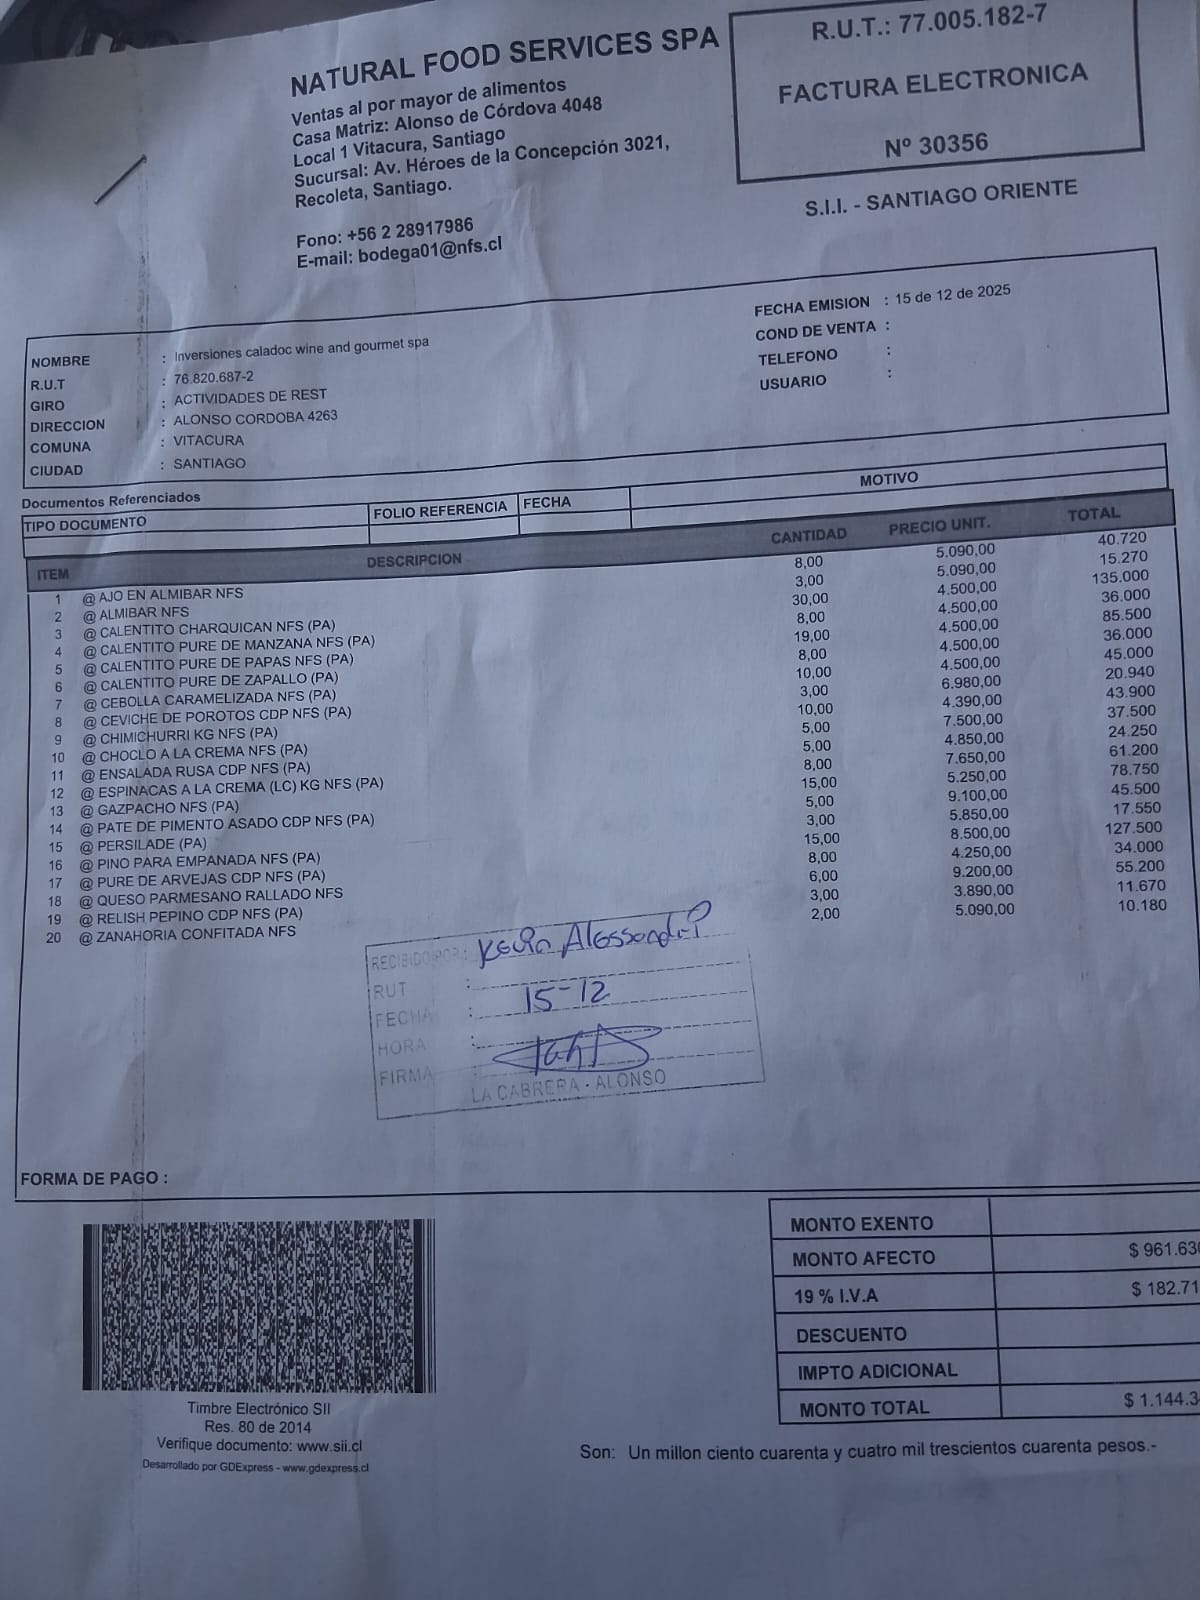 NATURAL FOOD SERVICES SPA
Ventas al por mayor de alimentos
Casa Matriz: Alonso de Córdova 4048
Local 1 Vitacura, Santiago
Sucursal: Av. Héroes de la Concepción 3021,
Recoleta, Santiago.
Fono: +56 2 28917986
E-mail: bodega01@nfs.cl
R.U.T.: 77.005.182-7
FACTURA ELECTRONICA
Nº 30356
S.I.I. - SANTIAGO ORIENTE
NOMBRE : Inversiones caladoc wine and gourmet spa
R.U.T : 76.820.687-2
GIRO : ACTIVIDADES DE REST
DIRECCION : ALONSO CORDOBA 4263
COMUNA : VITACURA
CIUDAD : SANTIAGO
FECHA EMISION : 15 de 12 de 2025
COND DE VENTA :
TELEFONO :
USUARIO :
Documentos Referenciados
TIPO DOCUMENTO FOLIO REFERENCIA FECHA MOTIVO
ITEM DESCRIPCION CANTIDAD PRECIO UNIT. TOTAL
1 @ AJO EN ALMIBAR NFS 8,00 5.090,00 40.720
2 @ ALMIBAR NFS 3,00 5.090,00 15.270
3 @ CALENTITO CHARQUICAN NFS (PA) 30,00 4.500,00 135.000
4 @ CALENTITO PURE DE MANZANA NFS (PA) 8,00 4.500,00 36.000
5 @ CALENTITO PURE DE PAPAS NFS (PA) 19,00 4.500,00 85.500
6 @ CALENTITO PURE DE ZAPALLO (PA) 8,00 4.500,00 36.000
7 @ CEBOLLA CARAMELIZADA NFS (PA) 10,00 4.500,00 45.000
8 @ CEVICHE DE POROTOS CDP NFS (PA) 3,00 6.980,00 20.940
9 @ CHIMICHURRI KG NFS (PA) 10,00 4.390,00 43.900
10 @ CHOCLO A LA CREMA NFS (PA) 5,00 7.500,00 37.500
11 @ ENSALADA RUSA CDP NFS (PA) 5,00 4.850,00 24.250
12 @ ESPINACAS A LA CREMA (LC) KG NFS (PA) 8,00 7.650,00 61.200
13 @ GAZPACHO NFS (PA) 15,00 5.250,00 78.750
14 @ PATE DE PIMENTO ASADO CDP NFS (PA) 5,00 9.100,00 45.500
15 @ PERSILADE (PA) 3,00 5.850,00 17.550
16 @ PINO PARA EMPANADA NFS (PA) 15,00 8.500,00 127.500
17 @ PURE DE ARVEJAS CDP NFS (PA) 8,00 4.250,00 34.000
18 @ QUESO PARMESANO RALLADO NFS 6,00 9.200,00 55.200
19 @ RELISH PEPINO CDP NFS (PA) 3,00 3.890,00 11.670
20 @ ZANAHORIA CONFITADA NFS 2,00 5.090,00 10.180
RECIBIDO POR :
RUT :
FECHA : 15-12
HORA :
FIRMA :
LA CABRERA - ALONSO
FORMA DE PAGO :
MONTO EXENTO
MONTO AFECTO $ 961.630
19 % I.V.A $ 182.71
DESCUENTO
IMPTO ADICIONAL
MONTO TOTAL $ 1.144.3
Timbre Electrónico SII
Res. 80 de 2014
Verifique documento: www.sii.cl
Desarrollado por GDExpress - www.gdexpress.cl
Son: Un millon ciento cuarenta y cuatro mil trescientos cuarenta pesos.-